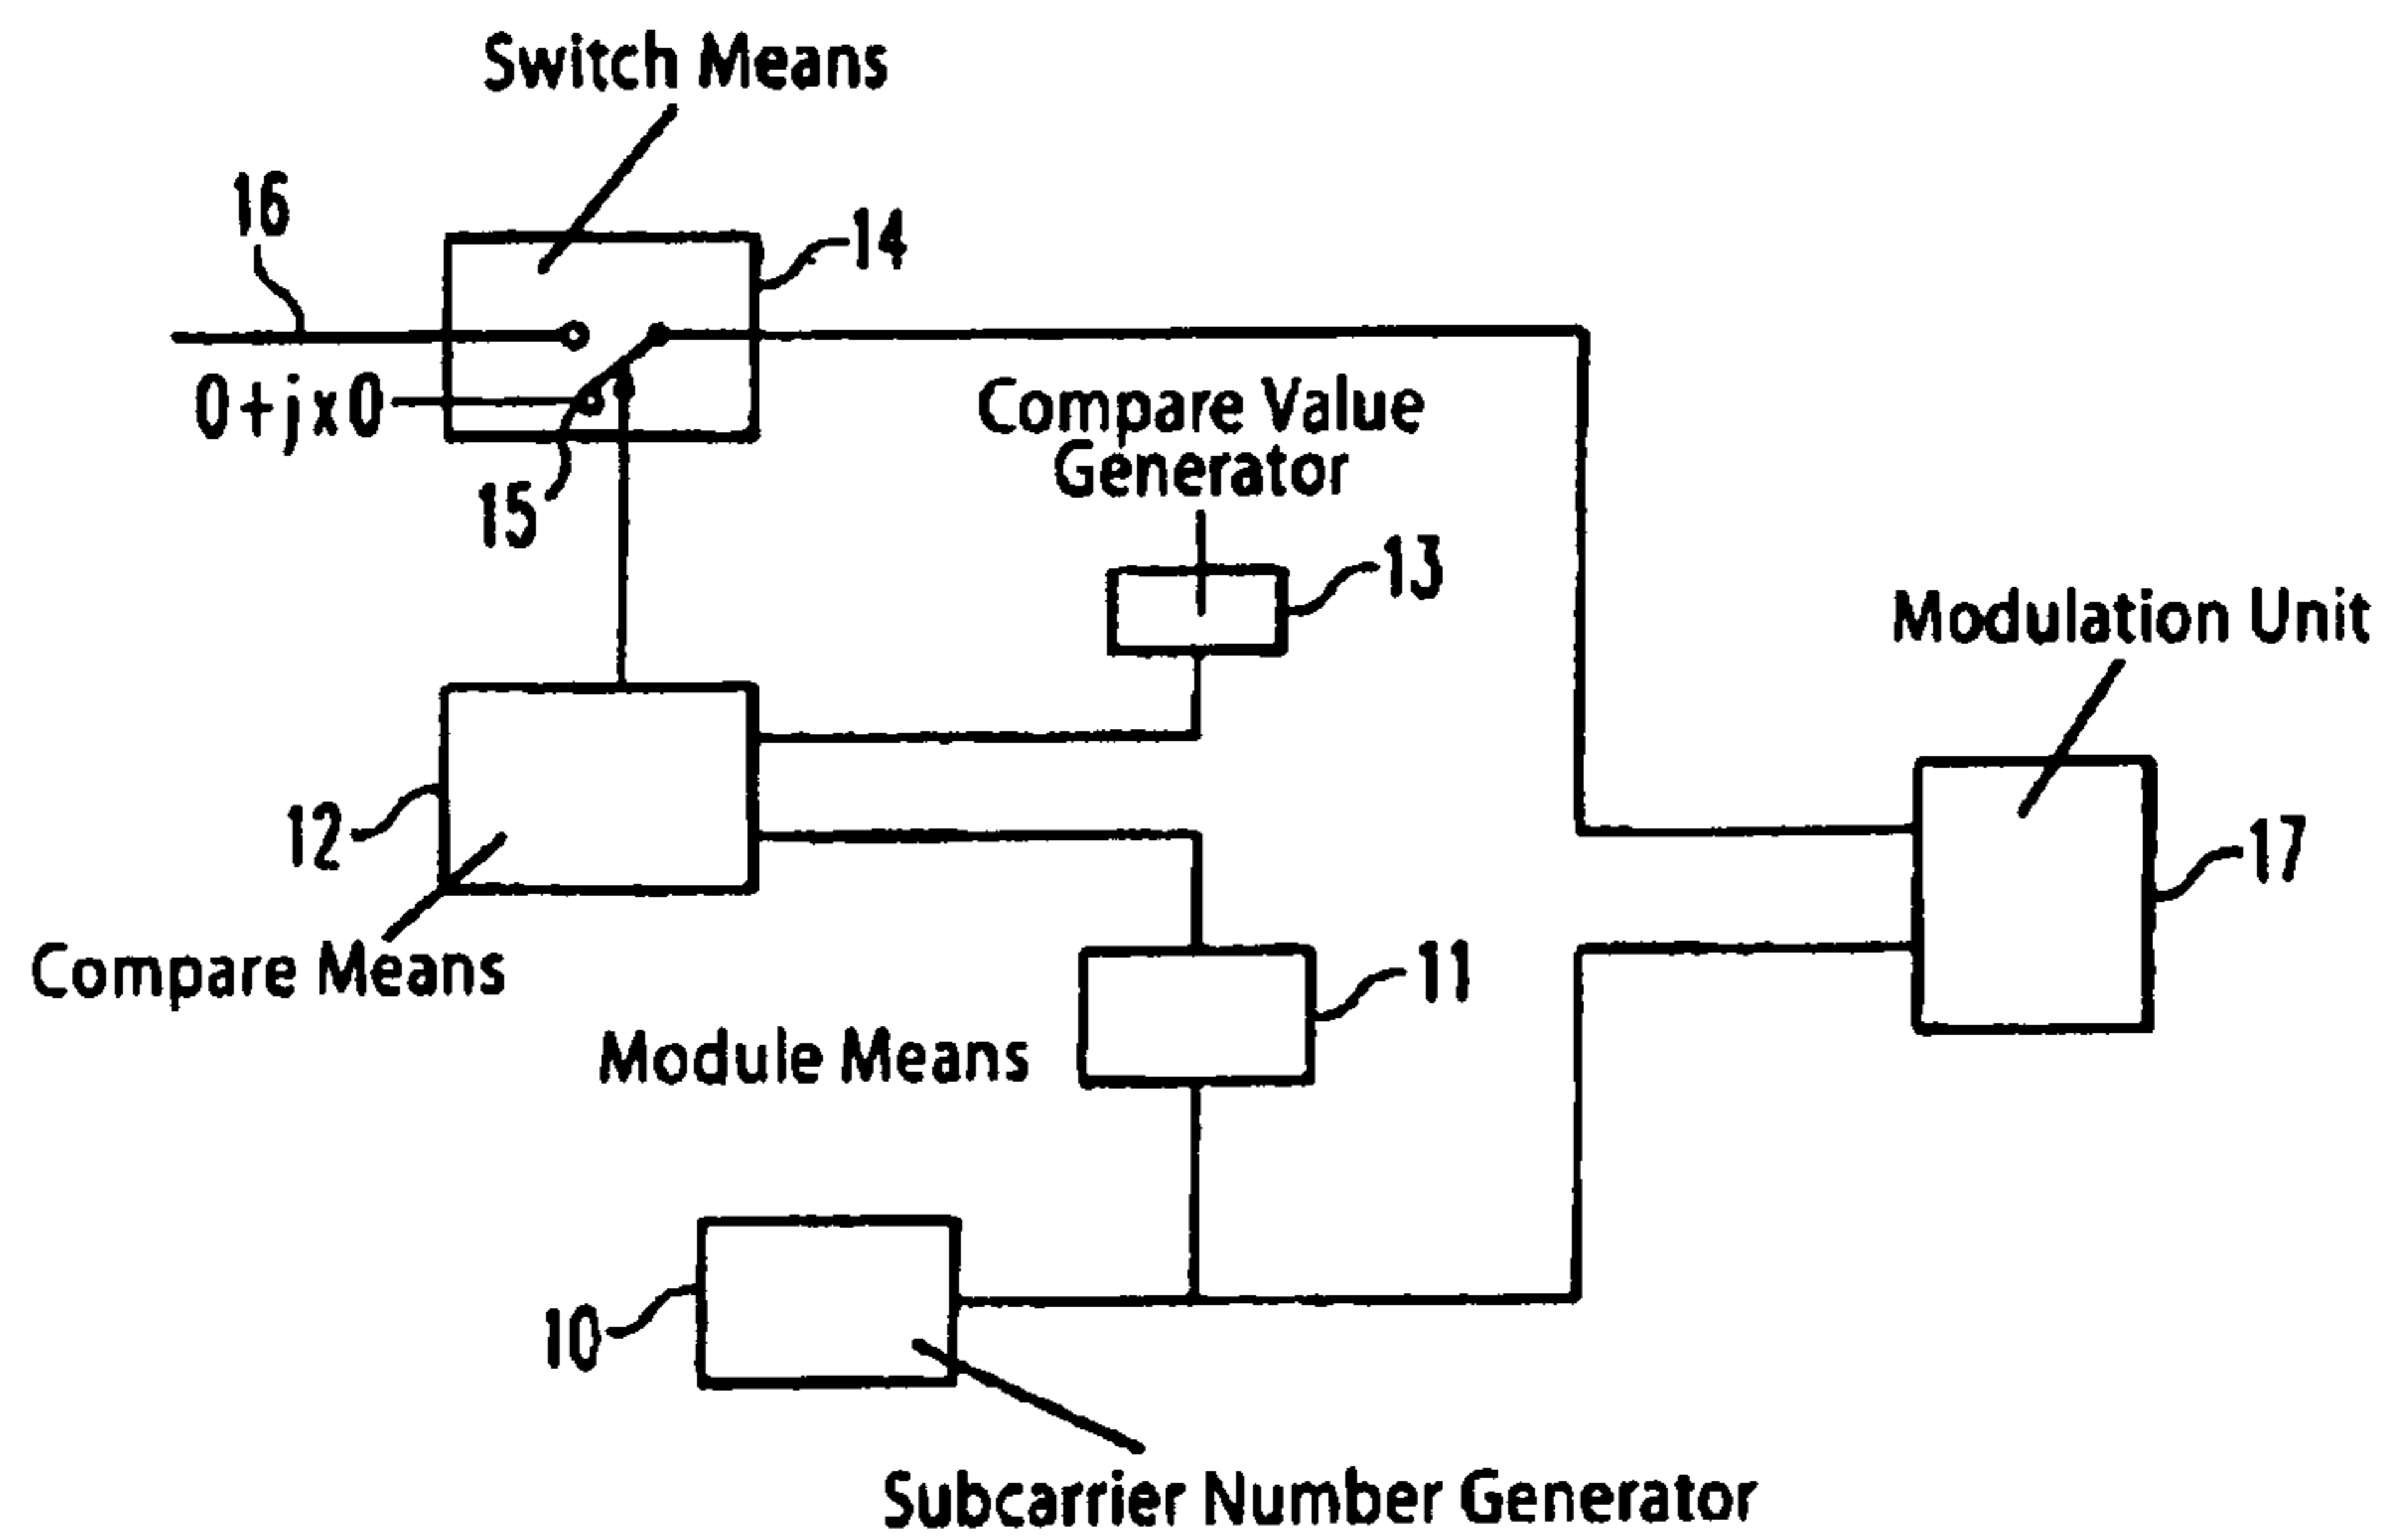 Switch Means
16
14
0+jx0
Compare Value
Generator
15
13
Modulation Unit
12
17
Compare Means
11
Module Means
10
Subcarrier Number Generator